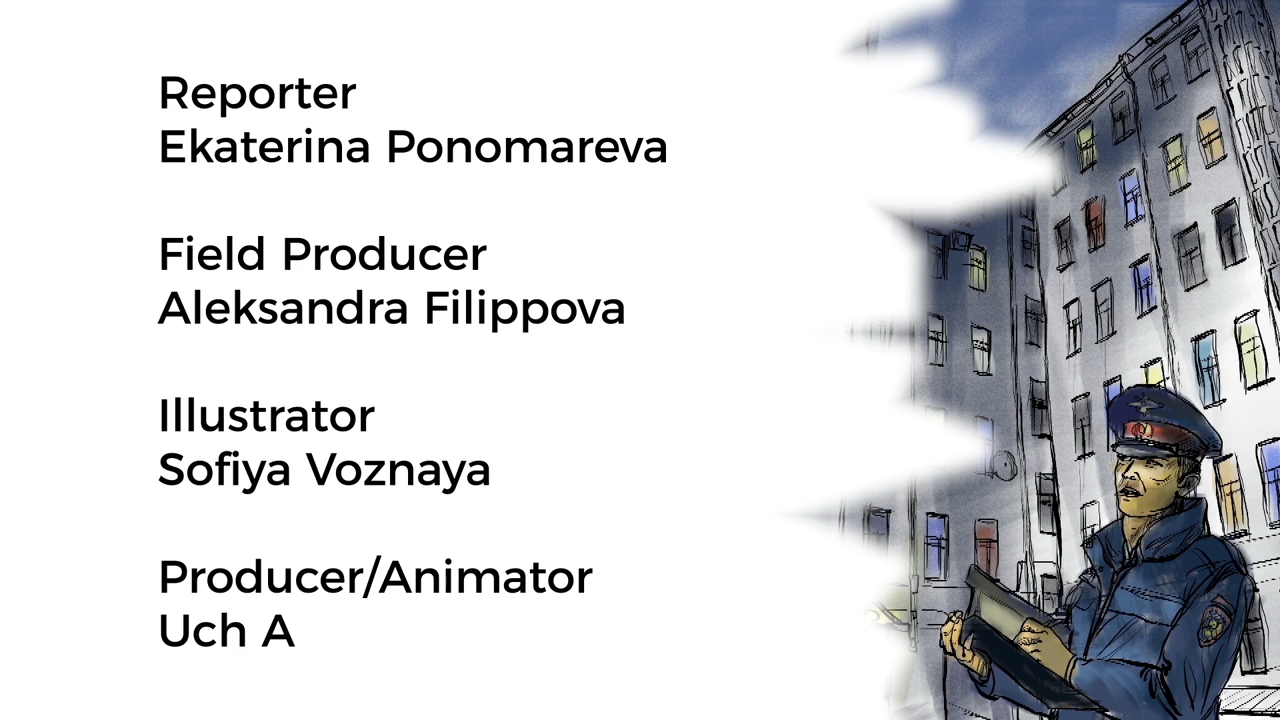 Reporter
Ekaterina Ponomareva
Field Producer
Aleksandra Filippova
Illustrator
Sofiya Voznaya
Producer/Animator
Uch A